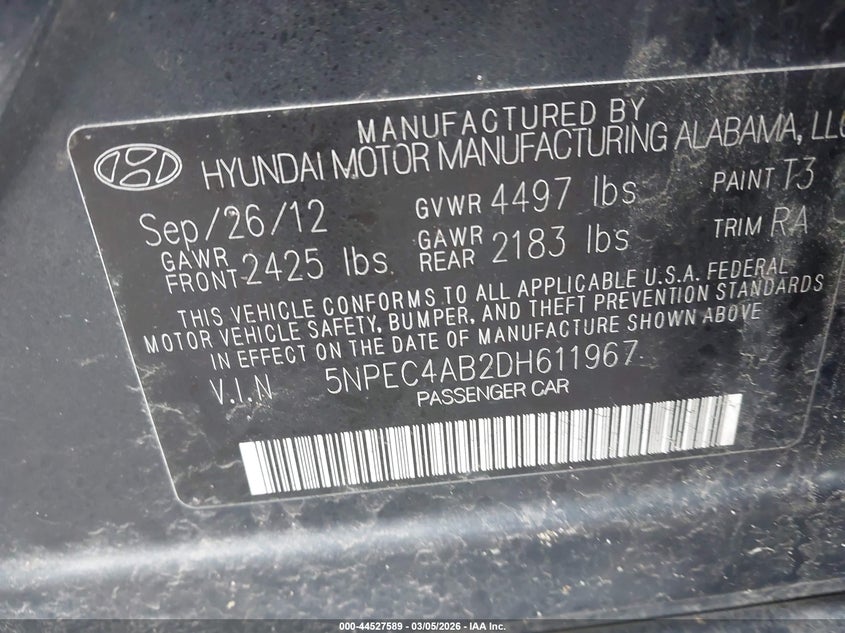 MANUFACTURED BY
HYUNDAI MOTOR MANUFACTURING ALABAMA, LLC
Sep/26/12 GVWR 4497 lbs PAINT T3
GAWR FRONT 2425 lbs GAWR REAR 2183 lbs TRIM RA
THIS VEHICLE CONFORMS TO ALL APPLICABLE U.S.A. FEDERAL
MOTOR VEHICLE SAFETY, BUMPER, AND THEFT PREVENTION STANDARDS
IN EFFECT ON THE DATE OF MANUFACTURE SHOWN ABOVE
V.I.N 5NPEC4AB2DH611967
PASSENGER CAR
000-44527589 - 03/05/2026 - IAA Inc.